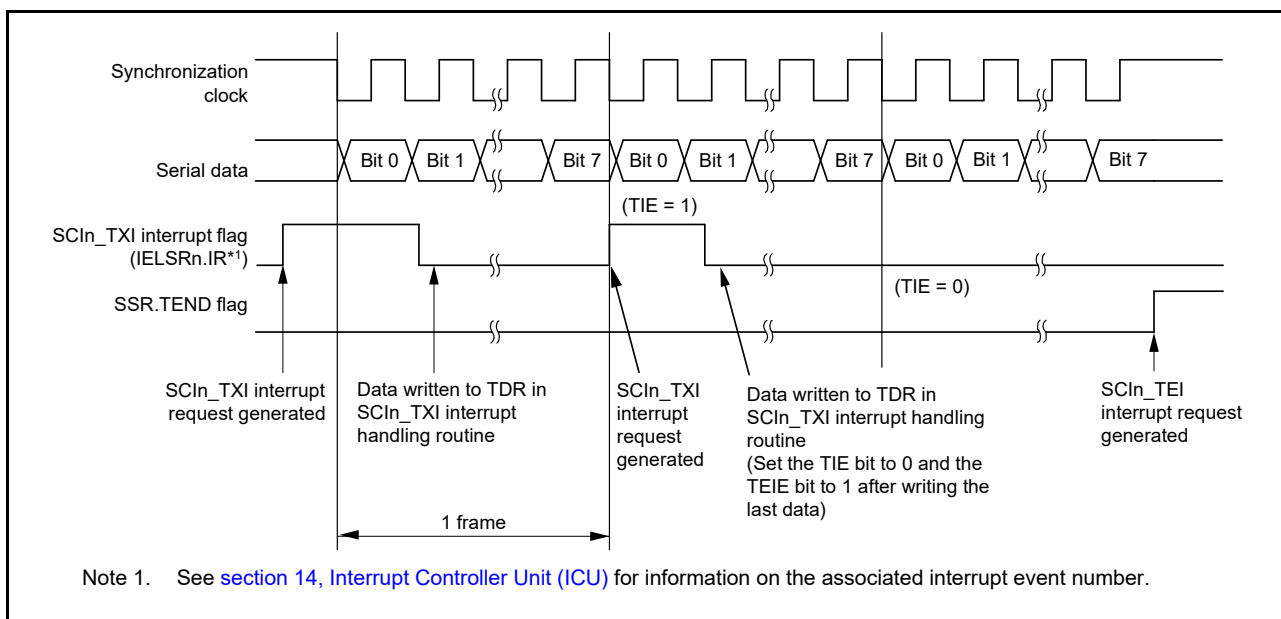 Synchronization
clock
Serial data
Bit 0 Bit 1 Bit 7 Bit 0 Bit 1 Bit 7 Bit 0 Bit 1 Bit 7
(TIE = 1)
SCIn_TXI interrupt flag
(IELSRn.IR*1)
(TIE = 0)
SSR.TEND flag
SCIn_TXI interrupt
request generated
Data written to TDR in
SCIn_TXI interrupt
handling routine
SCIn_TXI
interrupt
request
generated
Data written to TDR in
SCIn_TXI interrupt handling
routine
(Set the TIE bit to 0 and the
TEIE bit to 1 after writing the
last data)
SCIn_TEI
interrupt request
generated
1 frame
Note 1. See section 14, Interrupt Controller Unit (ICU) for information on the associated interrupt event number.